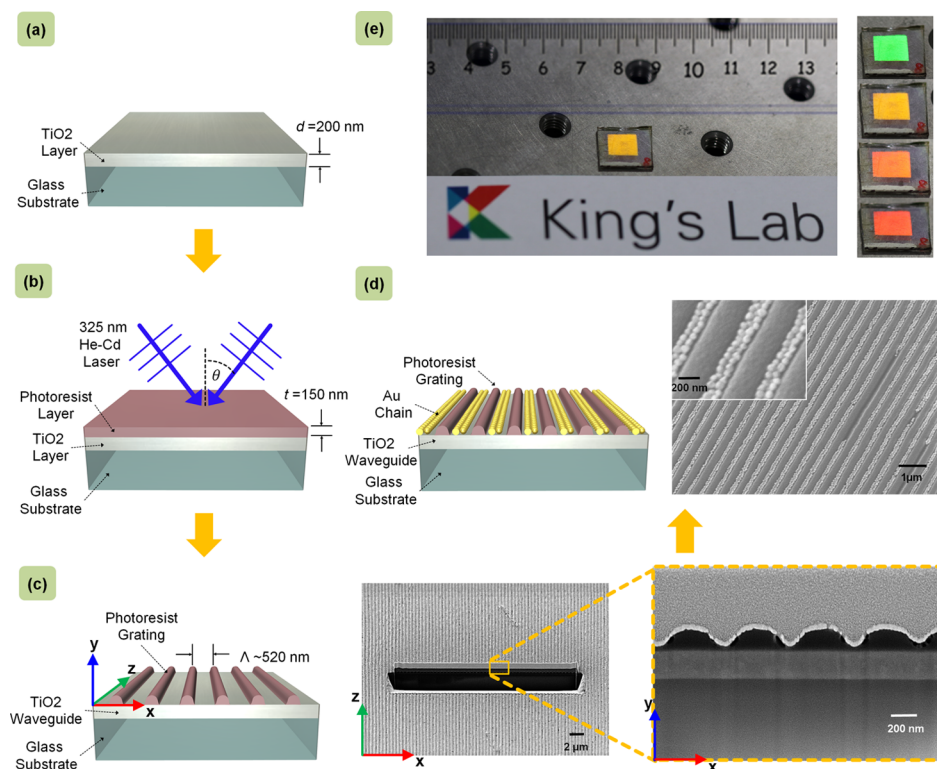 (a)
TiO2
Layer
d =200 nm
Glass
Substrate
(b)
325 nm
He-Cd
Laser
θ
t =150 nm
Photoresist
Layer
TiO2
Layer
Glass
Substrate
(c)
Photoresist
Grating
Λ ~520 nm
y
z
x
TiO2
Waveguide
Glass
Substrate
(e)
3 4 5 6 7 8 9 10 11 12 13
King's Lab
(d)
Photoresist
Grating
Au
Chain
TiO2
Waveguide
Glass
Substrate
200 nm
1μm
z
x
2 μm
y
x
200 nm